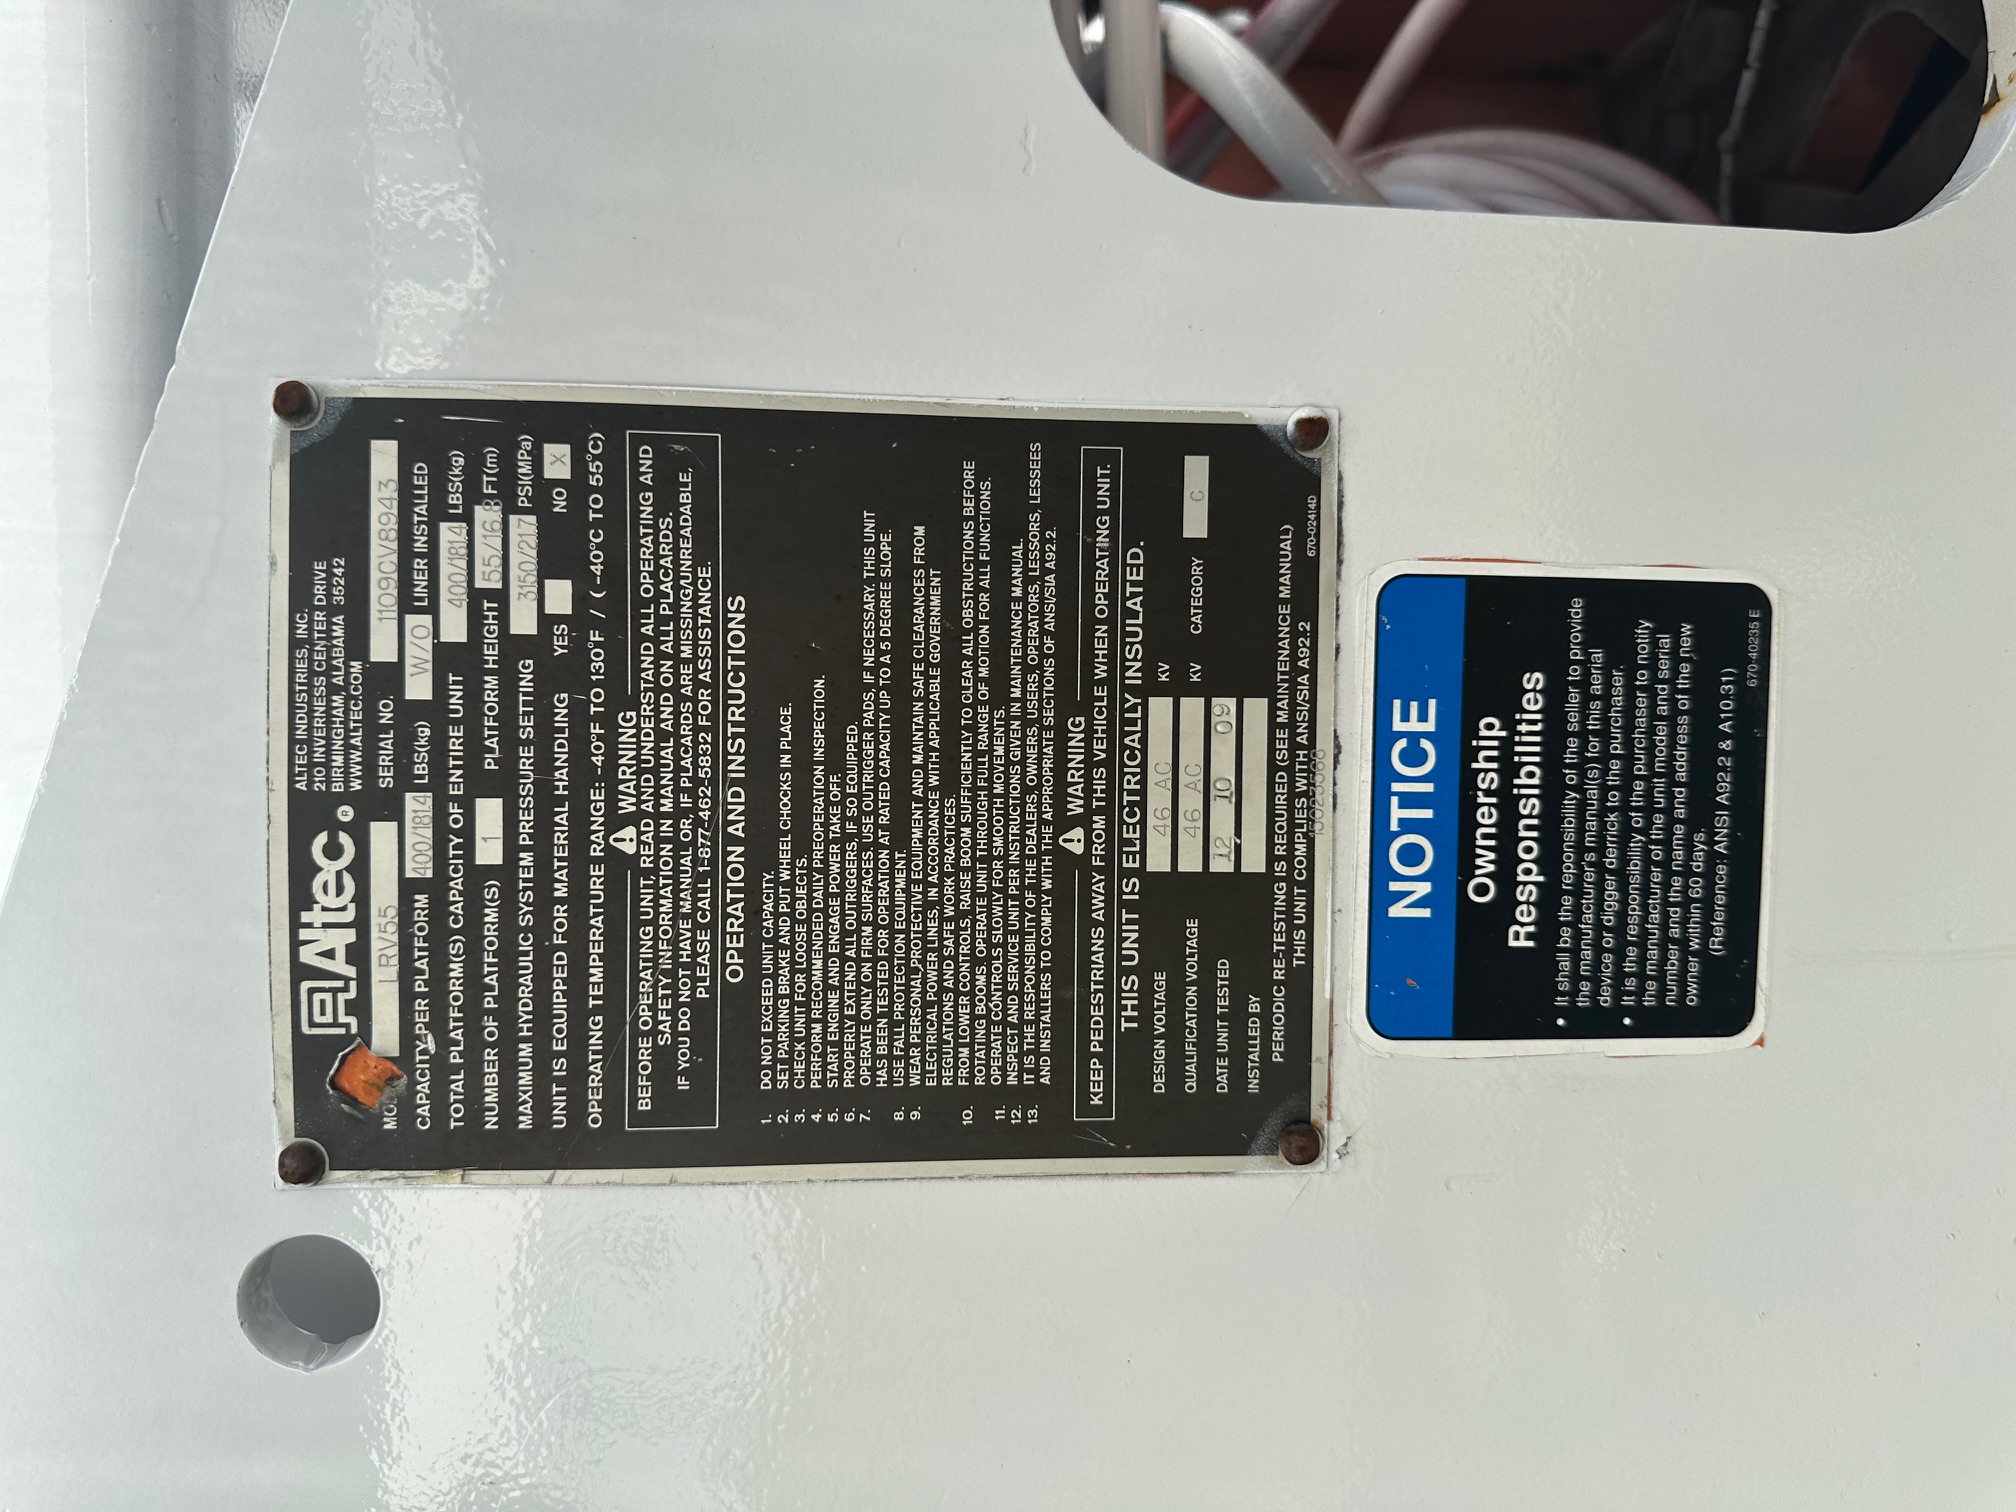 Altec®
ALTEC INDUSTRIES, INC.
210 INVERNESS CENTER DRIVE
BIRMINGHAM, ALABAMA 35242
WWW.ALTEC.COM
LRV55 SERIAL NO. 1109CV8943
CAPACITY PER PLATFORM 400/181.4 LBS(kg) W/O LINER INSTALLED
TOTAL PLATFORM(S) CAPACITY OF ENTIRE UNIT 400/181.4 LBS(kg)
NUMBER OF PLATFORM(S) 1 PLATFORM HEIGHT 55/16.8 FT(m)
MAXIMUM HYDRAULIC SYSTEM PRESSURE SETTING 3150/21.7 PSI(MPa)
UNIT IS EQUIPPED FOR MATERIAL HANDLING YES NO X
OPERATING TEMPERATURE RANGE: -40°F TO 130°F / (-40°C TO 55°C)
WARNING
BEFORE OPERATING UNIT, READ AND UNDERSTAND ALL OPERATING AND
SAFETY INFORMATION IN MANUAL AND ON ALL PLACARDS.
IF YOU DO NOT HAVE MANUAL OR, IF PLACARDS ARE MISSING/UNREADABLE,
PLEASE CALL 1-877-462-5832 FOR ASSISTANCE.
OPERATION AND INSTRUCTIONS
1. DO NOT EXCEED UNIT CAPACITY.
2. SET PARKING BRAKE AND PUT WHEEL CHOCKS IN PLACE.
3. CHECK UNIT FOR LOOSE OBJECTS.
4. PERFORM RECOMMENDED DAILY PREOPERATION INSPECTION.
5. START ENGINE AND ENGAGE POWER TAKE OFF.
6. PROPERLY EXTEND ALL OUTRIGGERS, IF SO EQUIPPED.
7. OPERATE ONLY ON FIRM SURFACES. USE OUTRIGGER PADS, IF NECESSARY. THIS UNIT
HAS BEEN TESTED FOR OPERATION AT RATED CAPACITY UP TO A 5 DEGREE SLOPE.
8. USE FALL PROTECTION EQUIPMENT.
9. WEAR PERSONAL PROTECTIVE EQUIPMENT AND MAINTAIN SAFE CLEARANCES FROM
ELECTRICAL POWER LINES, IN ACCORDANCE WITH APPLICABLE GOVERNMENT
REGULATIONS AND SAFE WORK PRACTICES.
10. FROM LOWER CONTROLS, RAISE BOOM SUFFICIENTLY TO CLEAR ALL OBSTRUCTIONS BEFORE
ROTATING BOOMS. OPERATE UNIT THROUGH FULL RANGE OF MOTION FOR ALL FUNCTIONS.
11. OPERATE CONTROLS SLOWLY FOR SMOOTH MOVEMENTS.
12. INSPECT AND SERVICE UNIT PER INSTRUCTIONS GIVEN IN MAINTENANCE MANUAL.
13. IT IS THE RESPONSIBILITY OF THE DEALERS, OWNERS, USERS, OPERATORS, LESSORS, LESSEES
AND INSTALLERS TO COMPLY WITH THE APPROPRIATE SECTIONS OF ANSI/SIA A92.2.
WARNING
KEEP PEDESTRIANS AWAY FROM THIS VEHICLE WHEN OPERATING UNIT.
THIS UNIT IS ELECTRICALLY INSULATED.
DESIGN VOLTAGE 46 AC KV
QUALIFICATION VOLTAGE 46 AC KV CATEGORY C
DATE UNIT TESTED 12 10 09
INSTALLED BY
PERIODIC RE-TESTING IS REQUIRED (SEE MAINTENANCE MANUAL)
THIS UNIT COMPLIES WITH ANSI/SIA A92.2
670-02414D
NOTICE
Ownership
Responsibilities
• It shall be the reponsibility of the seller to provide
the manufacturer's manual(s) for this aerial
device or digger derrick to the purchaser.
• It is the responsibility of the purchaser to notify
the manufacturer of the unit model and serial
number and the name and address of the new
owner within 60 days.
(Reference: ANSI A92.2 & A10.31)
670-40235 E